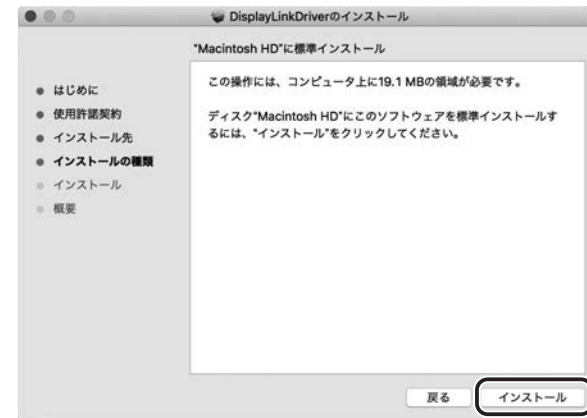 DisplayLinkDriverのインストール
"Macintosh HD"に標準インストール
はじめに
使用許諾契約
インストール先
インストールの種類
インストール
概要
この操作には、コンピュータ上に19.1 MBの領域が必要です。
ディスク"Macintosh HD"にこのソフトウェアを標準インストールす
るには、"インストール"をクリックしてください。
戻る
インストール